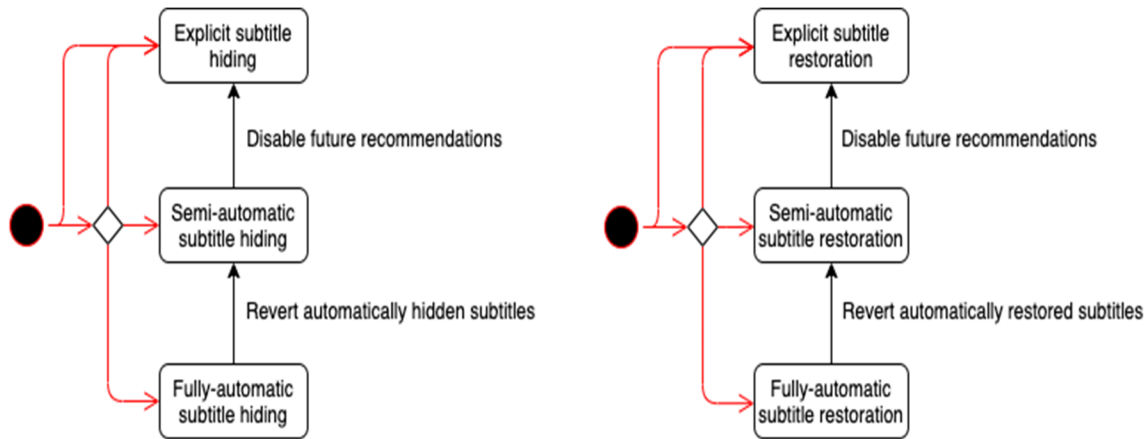 Explicit subtitle
hiding
Disable future recommendations
Semi-automatic
subtitle hiding
Revert automatically hidden subtitles
Fully-automatic
subtitle hiding
Explicit subtitle
restoration
Disable future recommendations
Semi-automatic
subtitle restoration
Revert automatically restored subtitles
Fully-automatic
subtitle restoration